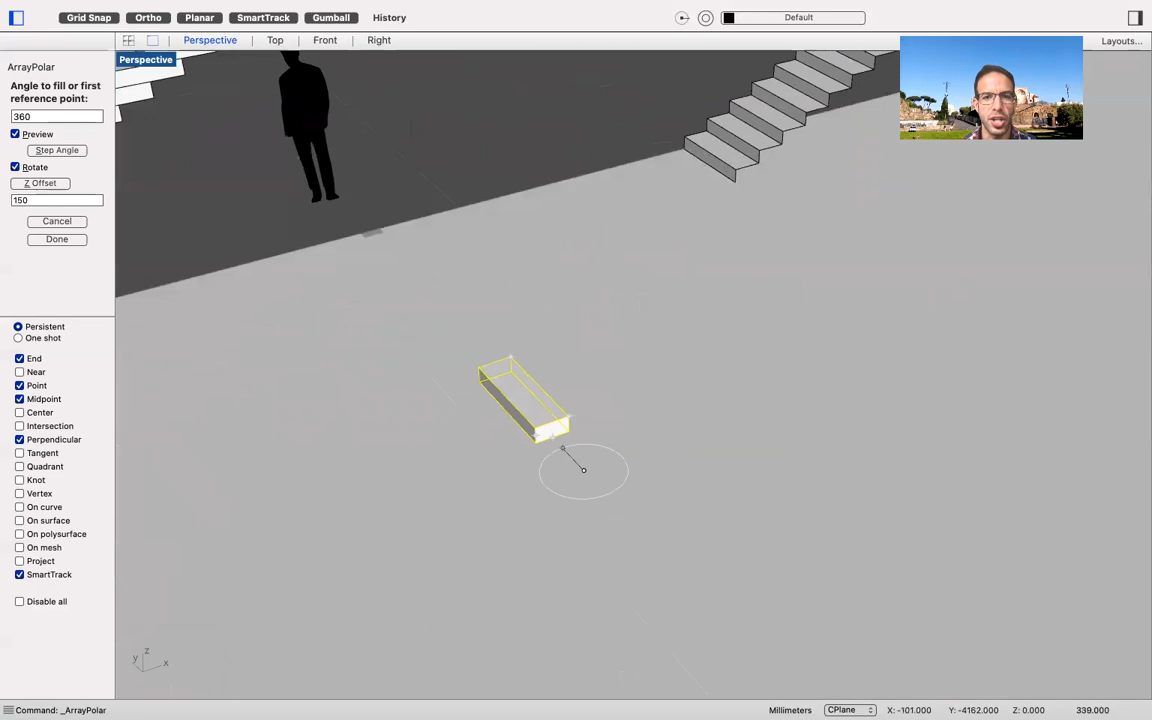 Grid Snap Ortho Planar SmartTrack Gumball History Default
Perspective Top Front Right Layouts...
Perspective
ArrayPolar
Angle to fill or first
reference point:
360
Preview
Step Angle
Rotate
Z Offset
150
Cancel
Done
Persistent
One shot
End
Near
Point
Midpoint
Center
Intersection
Perpendicular
Tangent
Quadrant
Knot
Vertex
On curve
On surface
On polysurface
On mesh
Project
SmartTrack
Disable all
z
y x
Command: _ArrayPolar Millimeters CPlane X: -101.000 Y: -4162.000 Z: 0.000 339.000